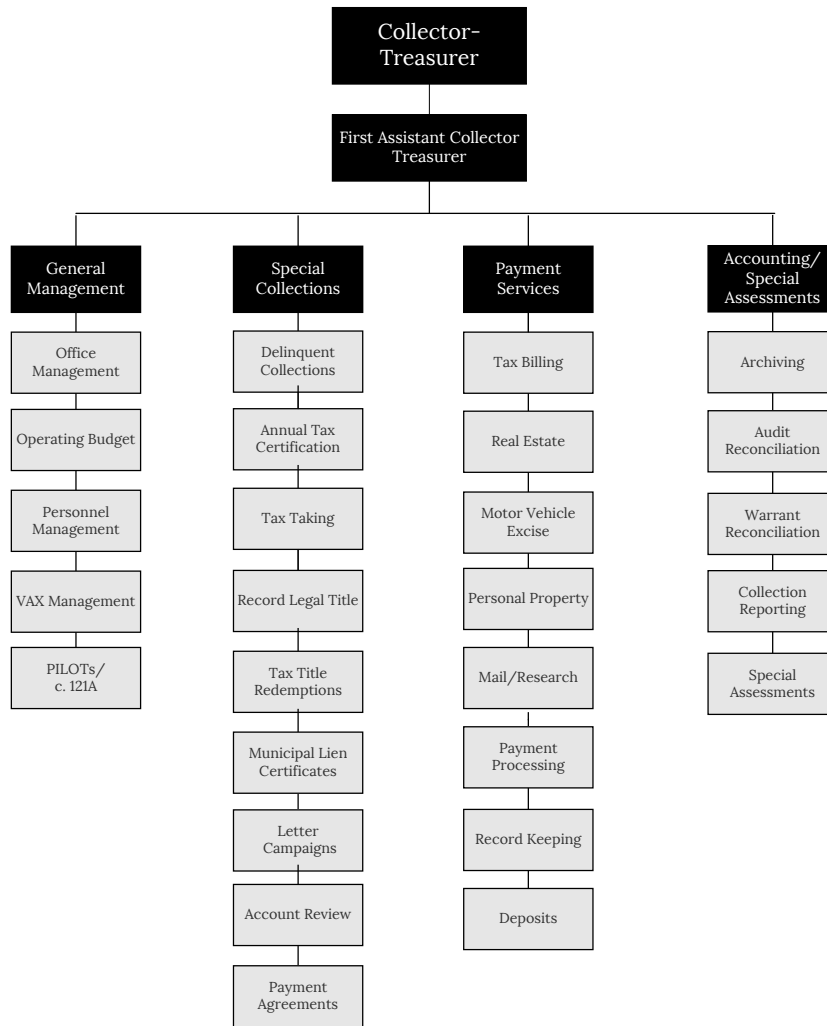 Collector-
Treasurer
First Assistant Collector
Treasurer
General
Management
Office
Management
Operating Budget
Personnel
Management
VAX Management
PILOTs/
c. 121A
Special
Collections
Delinquent
Collections
Annual Tax
Certification
Tax Taking
Record Legal Title
Tax Title
Redemptions
Municipal Lien
Certificates
Letter
Campaigns
Account Review
Payment
Agreements
Payment
Services
Tax Billing
Real Estate
Motor Vehicle
Excise
Personal Property
Mail/Research
Payment
Processing
Record Keeping
Deposits
Accounting/
Special
Assessments
Archiving
Audit
Reconciliation
Warrant
Reconciliation
Collection
Reporting
Special
Assessments